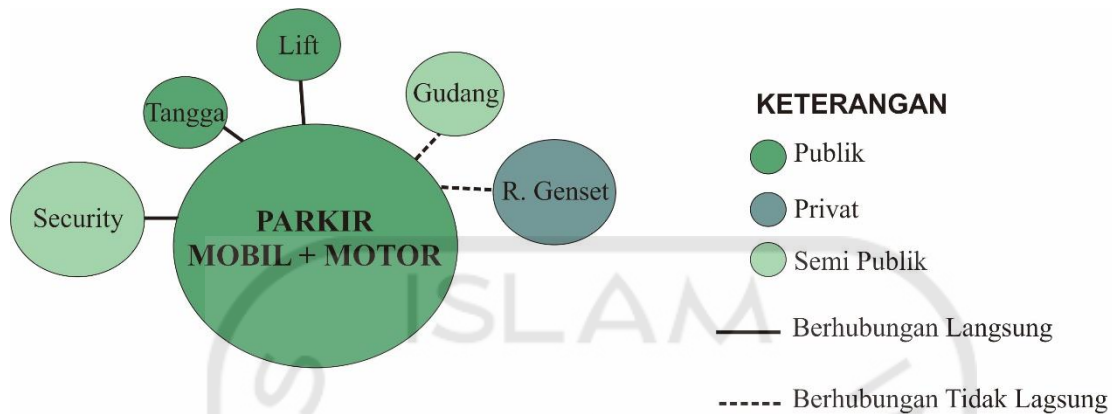 Lift
Gudang
Tangga
R. Genset
Security
PARKIR
MOBIL + MOTOR
KETERANGAN
Publik
Privat
Semi Publik
Berhubungan Langsung
Berhubungan Tidak Lagsung
ISLAM